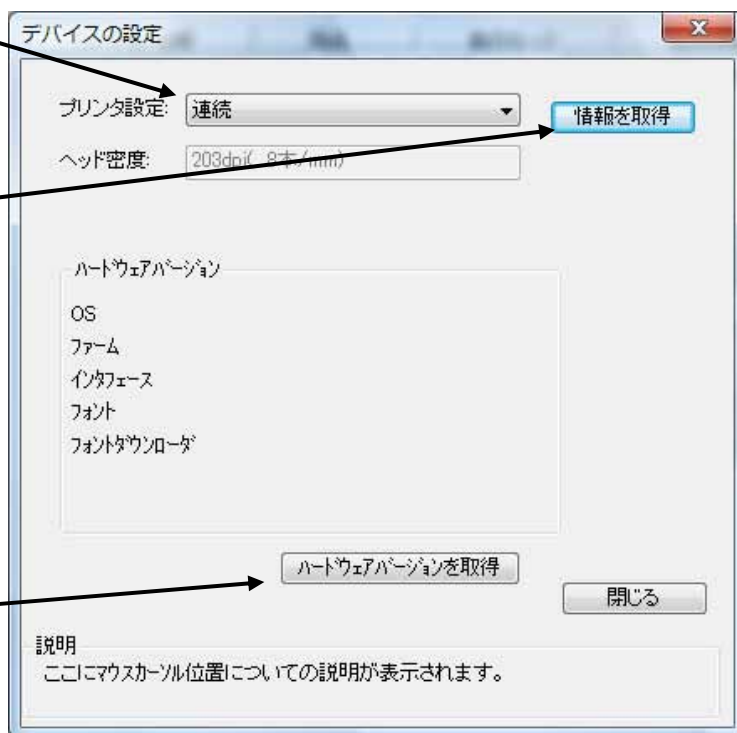 デバイスの設定
プリンタ設定: 連続 情報を取得
ヘッド密度: 203dpi( 8本/mm)
ハードウェアバージョン
OS
ファーム
インタフェース
フォント
フォントダウンローダ
ハードウェアバージョンを取得
閉じる
説明
ここにマウスカーソル位置についての説明が表示されます。